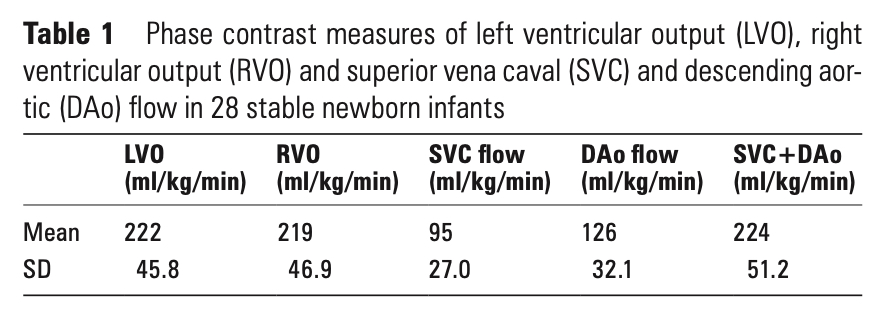 Table 1 Phase contrast measures of left ventricular output (LVO), right
ventricular output (RVO) and superior vena caval (SVC) and descending aor-
tic (DAo) flow in 28 stable newborn infants
LVO RVO SVC flow DAo flow SVC+DAo
(ml/kg/min) (ml/kg/min) (ml/kg/min) (ml/kg/min) (ml/kg/min)
Mean 222 219 95 126 224
SD 45.8 46.9 27.0 32.1 51.2